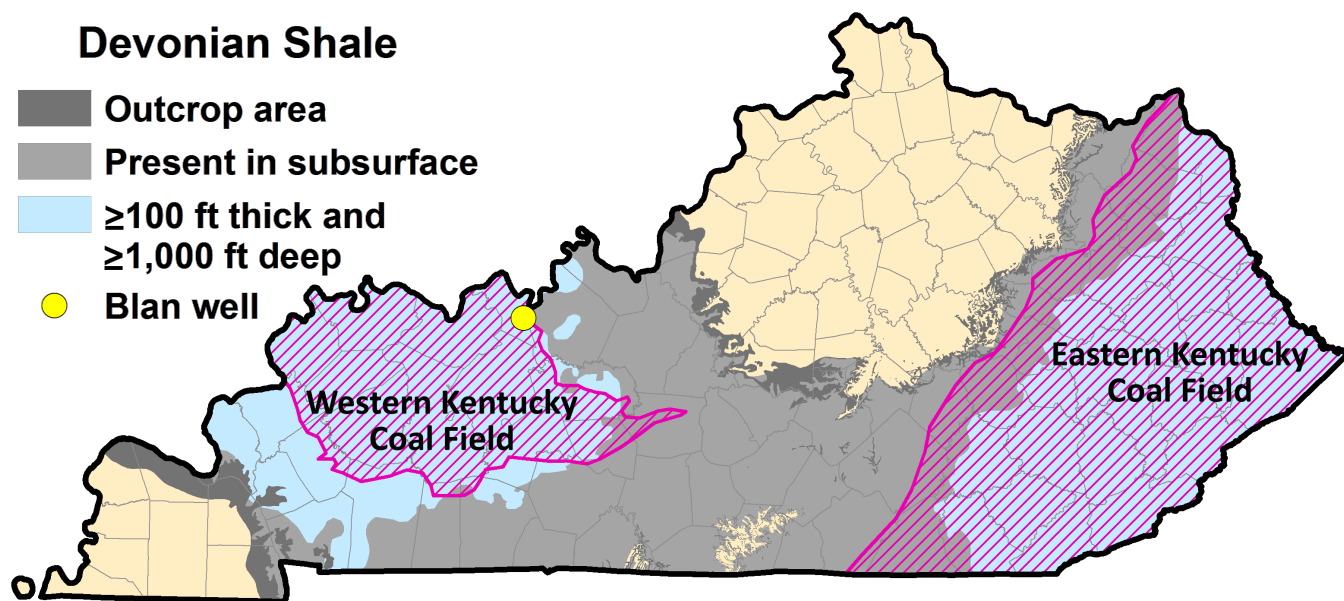 Devonian Shale
Outcrop area
Present in subsurface
≥100 ft thick and
≥1,000 ft deep
Blan well
Western Kentucky
Coal Field
Eastern Kentucky
Coal Field